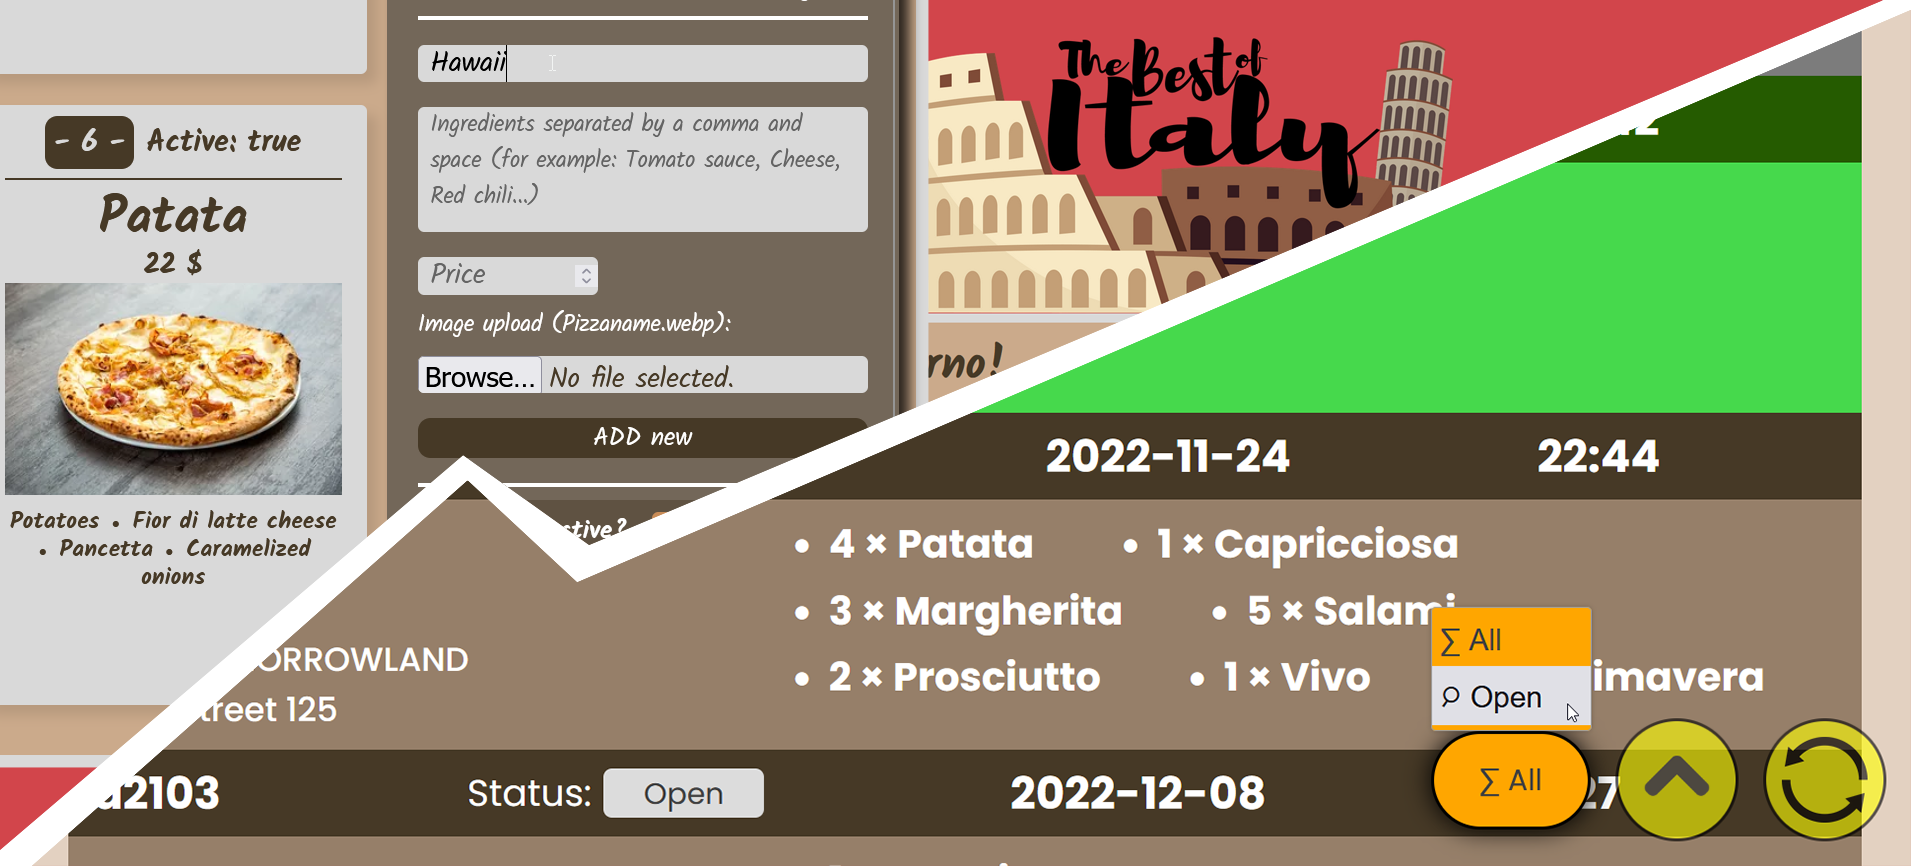 - 6 - Active: true
Patata
22 $
Potatoes • Fior di latte cheese
• Pancetta • Caramelized
onions
Hawaii
Ingredients separated by a comma and
space (for example: Tomato sauce, Cheese,
Red chili...)
Price
Image upload (Pizzaname.webp):
Browse... No file selected.
ADD new
The Best of
Italy
2022-11-24 22:44
• 4 × Patata • 1 × Capricciosa
• 3 × Margherita • 5 × Salami
• 2 × Prosciutto • 1 × Vivo
∑ All
Open
2103 Status: Open 2022-12-08
∑ All